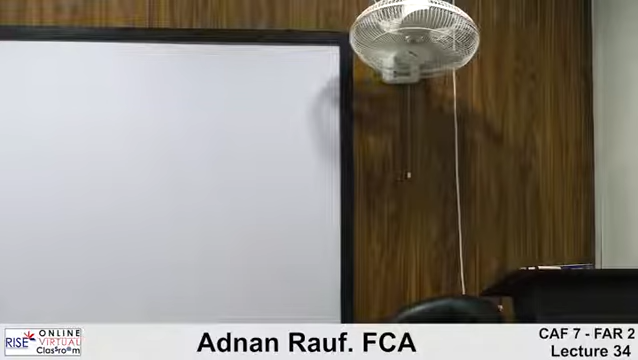 RISE
ONLINE
VIRTUAL
Classroom
Adnan Rauf. FCA
CAF 7 - FAR 2
Lecture 34